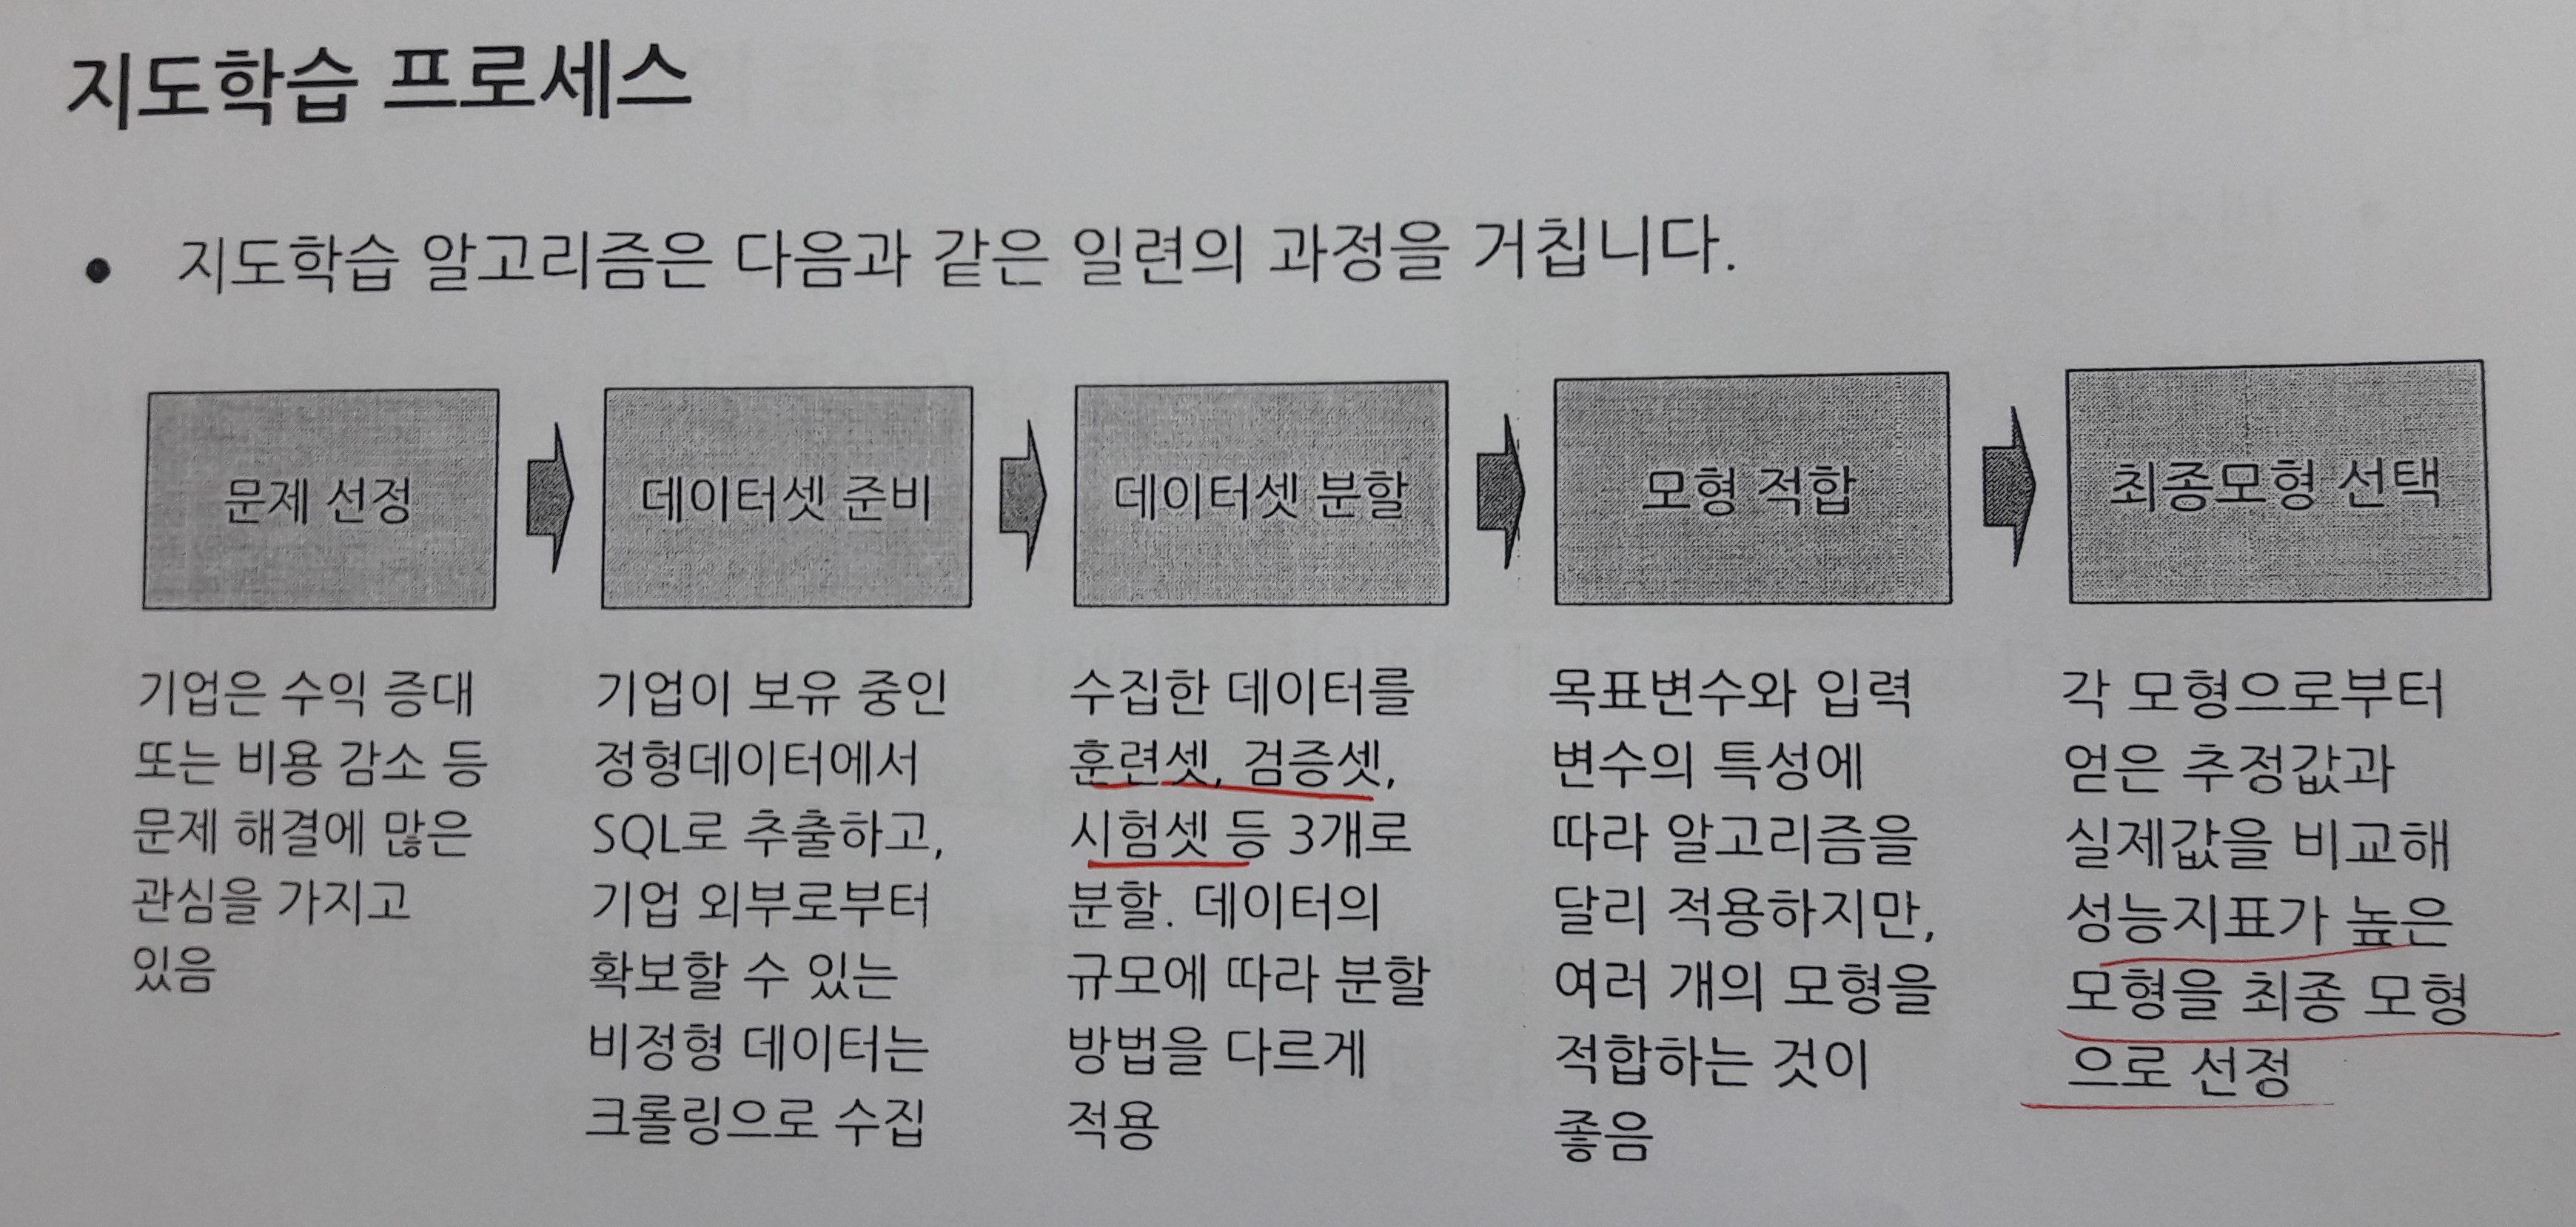 지도학습 프로세스
• 지도학습 알고리즘은 다음과 같은 일련의 과정을 거칩니다.
문제 선정
데이터셋 준비
데이터셋 분할
모형 적합
최종모형 선택
기업은 수익 증대
또는 비용 감소 등
문제 해결에 많은
관심을 가지고
있음
기업이 보유 중인
정형데이터에서
SQL로 추출하고,
기업 외부로부터
확보할 수 있는
비정형 데이터는
크롤링으로 수집
수집한 데이터를
훈련셋, 검증셋,
시험셋 등 3개로
분할. 데이터의
규모에 따라 분할
방법을 다르게
적용
목표변수와 입력
변수의 특성에
따라 알고리즘을
달리 적용하지만,
여러 개의 모형을
적합하는 것이
좋음
각 모형으로부터
얻은 추정값과
실제값을 비교해
성능지표가 높은
모형을 최종 모형
으로 선정